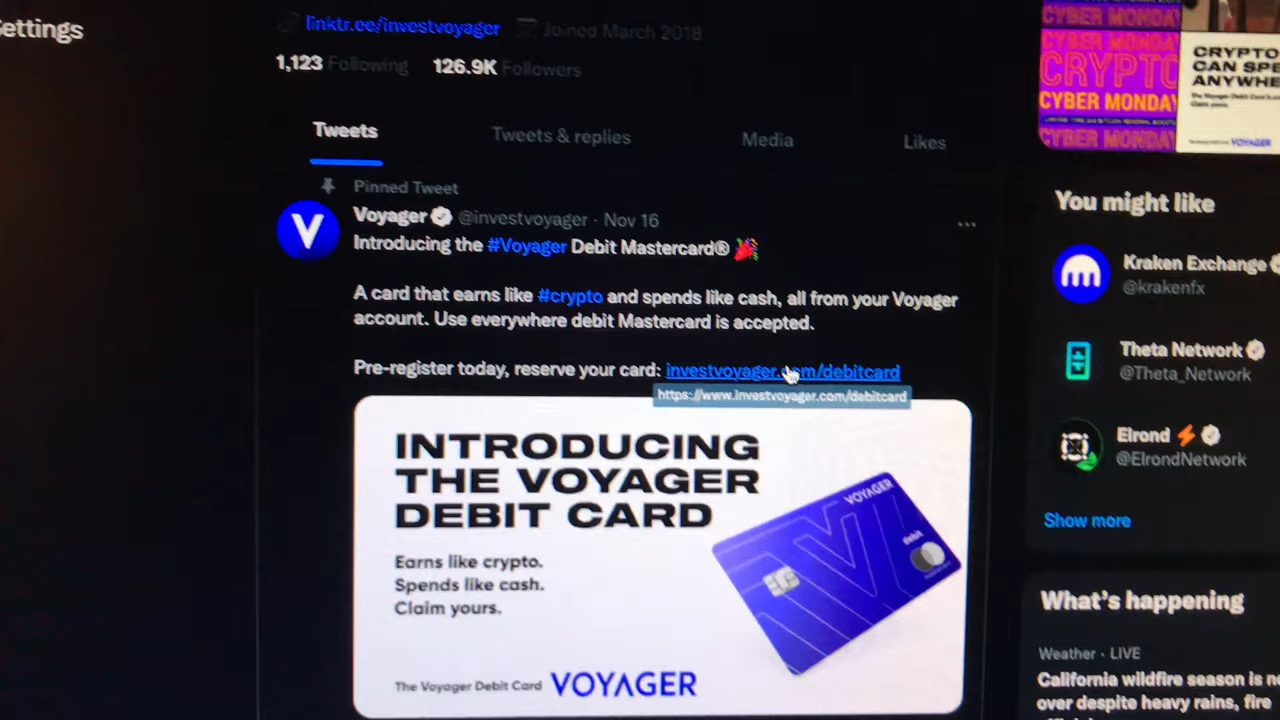 ettings
linktr.ee/investvoyager Joined March 2018
1,123 Following 126.9K Followers
Tweets Tweets & replies Media Likes
Pinned Tweet
Voyager @investvoyager · Nov 16 ...
Introducing the #Voyager Debit Mastercard® 🎉
A card that earns like #crypto and spends like cash, all from your Voyager
account. Use everywhere debit Mastercard is accepted.
Pre-register today, reserve your card: investvoyager.com/debitcard
https://www.investvoyager.com/debitcard
INTRODUCING
THE VOYAGER
DEBIT CARD
Earns like crypto.
Spends like cash.
Claim yours.
The Voyager Debit Card VOYAGER
VOYAGER
debit
CYBER MONDAY
CYBER MONDAY
CRYPTO
CYBER MONDAY
CYBER MONDAY
CRYPTO
CAN SPE
ANYWHE
Claim yours.
VOYAGER
You might like
Kraken Exchange
@krakenfx
Theta Network
@Theta_Network
Elrond ⚡
@ElrondNetwork
Show more
What's happening
Weather · LIVE
California wildfire season is n
over despite heavy rains, fire